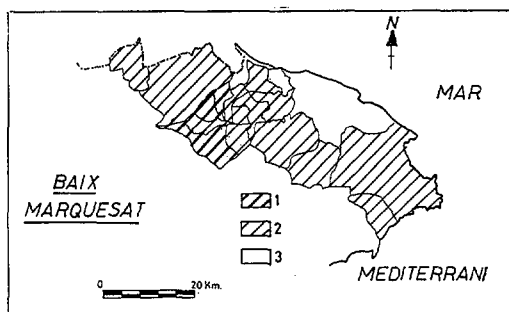 N
MAR
BAIX
MARQUESAT
1
2
3
0 20 Km.
MEDITERRANI